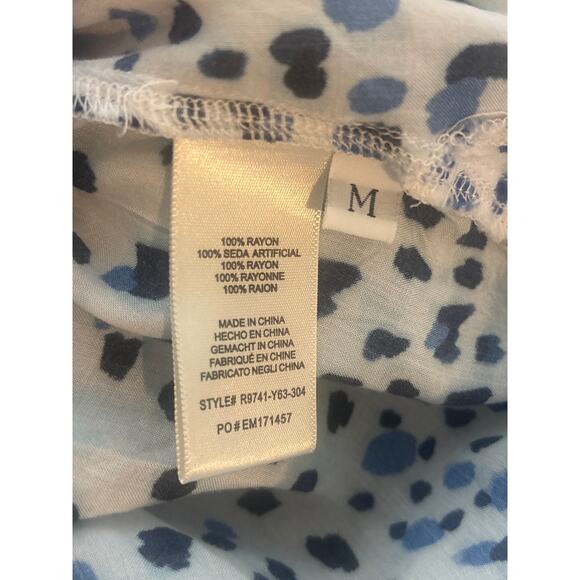 M
100% RAYON
100% SEDA ARTIFICIAL
100% RAYON
100% RAYONNE
100% RAION
MADE IN CHINA
HECHO EN CHINA
GEMACHT IN CHINA
FABRIQUÉ EN CHINE
FABRICATO NEGLI CHINA
STYLE# R9741-Y63-304
PO # EM171457